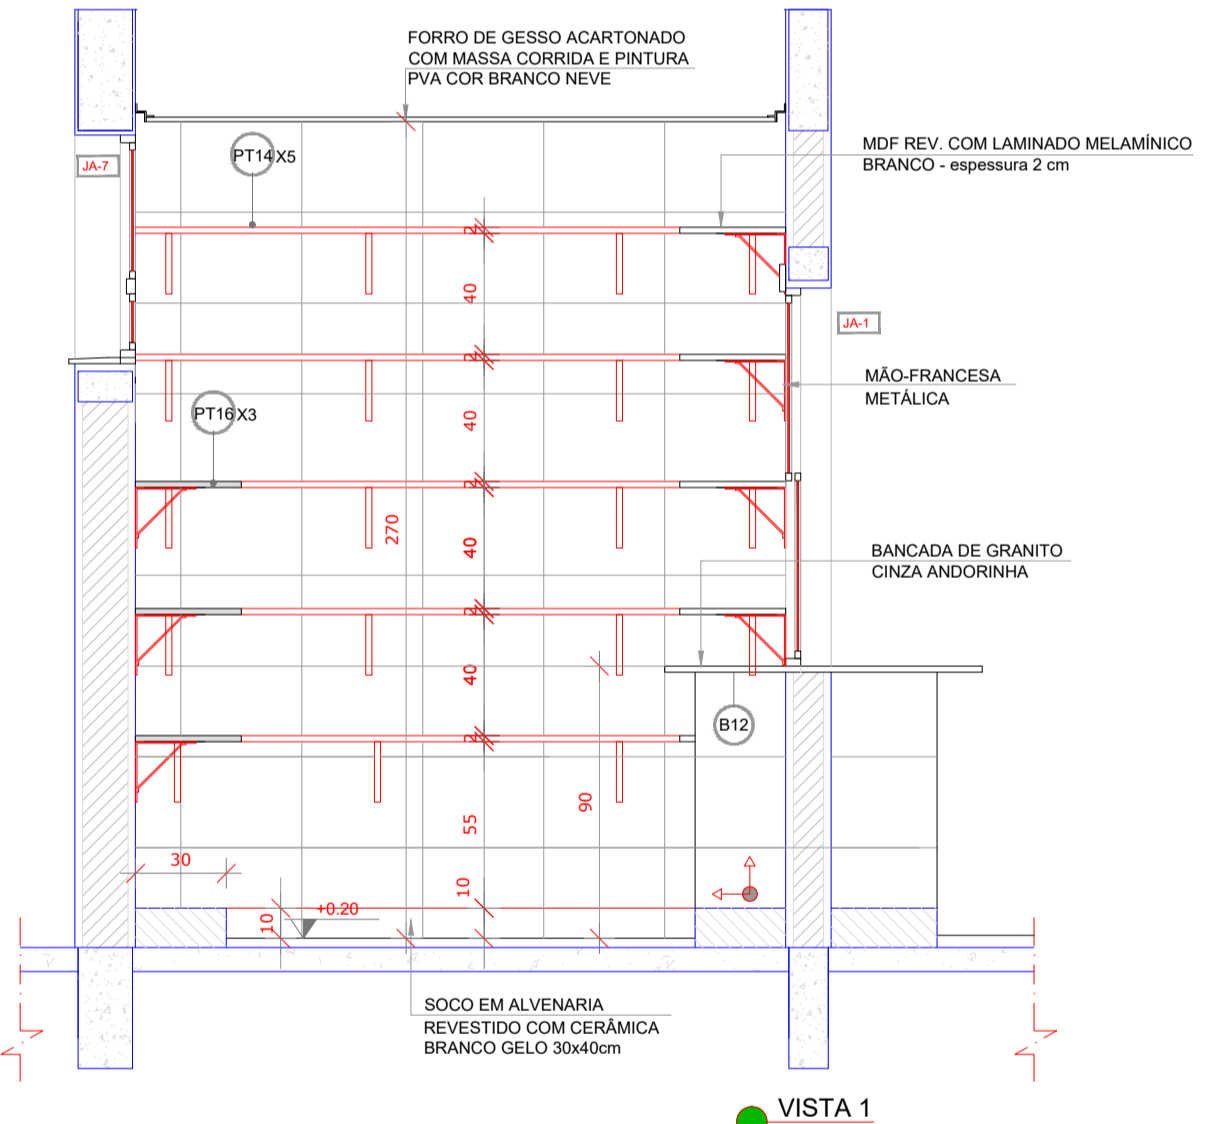 FORRO DE GESSO ACARTONADO
COM MASSA CORRIDA E PINTURA
PVA COR BRANCO NEVE
MDF REV. COM LAMINADO MELAMÍNICO
BRANCO - espessura 2 cm
JA-7
PT14 X5
2
40
JA-1
2
MÃO-FRANCESA
METÁLICA
PT16 X3
40
2
270
40
BANCADA DE GRANITO
CINZA ANDORINHA
2
40
B12
2
90
55
30
10
10
+0.20
SOCO EM ALVENARIA
REVESTIDO COM CERÂMICA
BRANCO GELO 30x40cm
VISTA 1